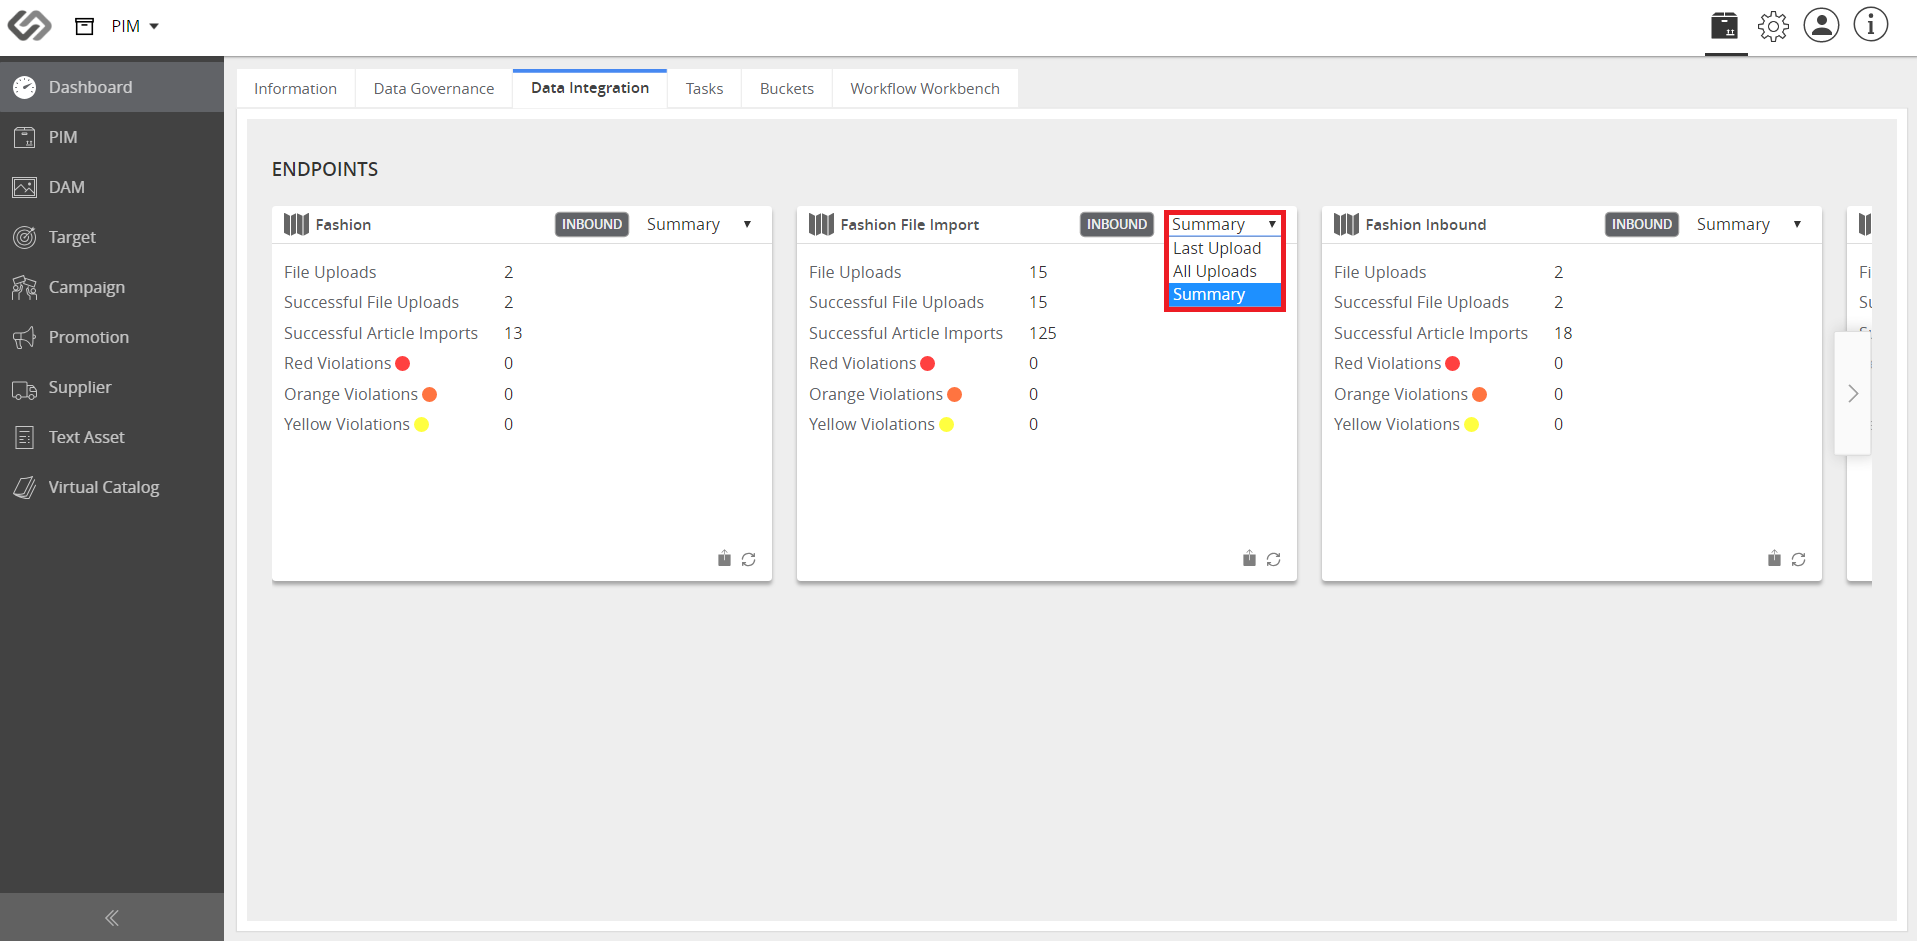 PIM
Dashboard
PIM
DAM
Target
Campaign
Promotion
Supplier
Text Asset
Virtual Catalog
Information
Data Governance
Data Integration
Tasks
Buckets
Workflow Workbench
ENDPOINTS
Fashion INBOUND Summary
File Uploads 2
Successful File Uploads 2
Successful Article Imports 13
Red Violations 0
Orange Violations 0
Yellow Violations 0
Fashion File Import INBOUND Summary
Last Upload
All Uploads
Summary
File Uploads 15
Successful File Uploads 15
Successful Article Imports 125
Red Violations 0
Orange Violations 0
Yellow Violations 0
Fashion Inbound INBOUND Summary
File Uploads 2
Successful File Uploads 2
Successful Article Imports 18
Red Violations 0
Orange Violations 0
Yellow Violations 0